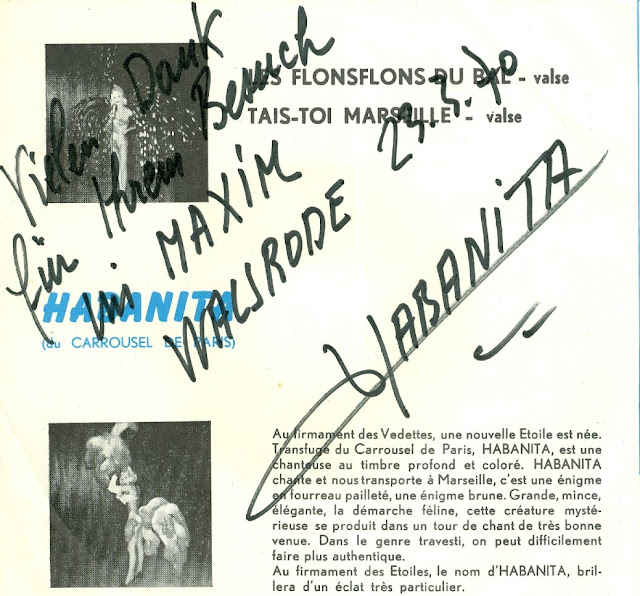 LES FLONSFLONS DU BAL - valse
TAIS-TOI MARSEILLE - valse
Vielen Dank
für Ihrem Besuch
im MAXIM
WALSRODE 23.3.70
HABANITA
HABANITA
(du CARROUSEL DE PARIS)
Au firmament des Vedettes, une nouvelle Etoile est née.
Transfuge du Carrousel de Paris, HABANITA, est une
chanteuse au timbre profond et coloré. HABANITA
chante et nous transporte à Marseille, c'est une énigme
en fourreau pailleté, une énigme brune. Grande, mince,
élégante, la démarche féline, cette créature mysté-
rieuse se produit dans un tour de chant de très bonne
venue. Dans le genre travesti, on peut difficilement
faire plus authentique.
Au firmament des Etoiles, le nom d'HABANITA, bril-
lera d'un éclat très particulier.